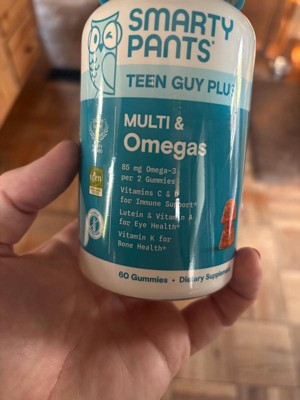 SMARTY
PANTS®
TEEN GUY PLUS
MULTI &
Omegas
85 mg Omega-3
per 2 Gummies
Vitamins C & D
for Immune Support*
Lutein & Vitamin A
for Eye Health*
Vitamin K for
Bone Health*
60 Gummies • Dietary Supplement